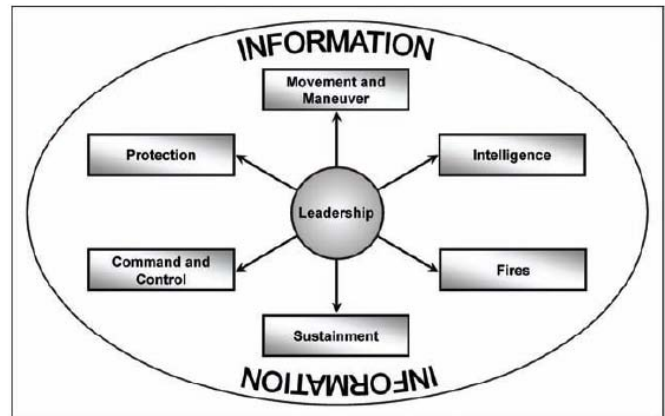 INFORMATION
Movement and
Maneuver
Protection
Intelligence
Leadership
Command and
Control
Fires
Sustainment
INFORMATION